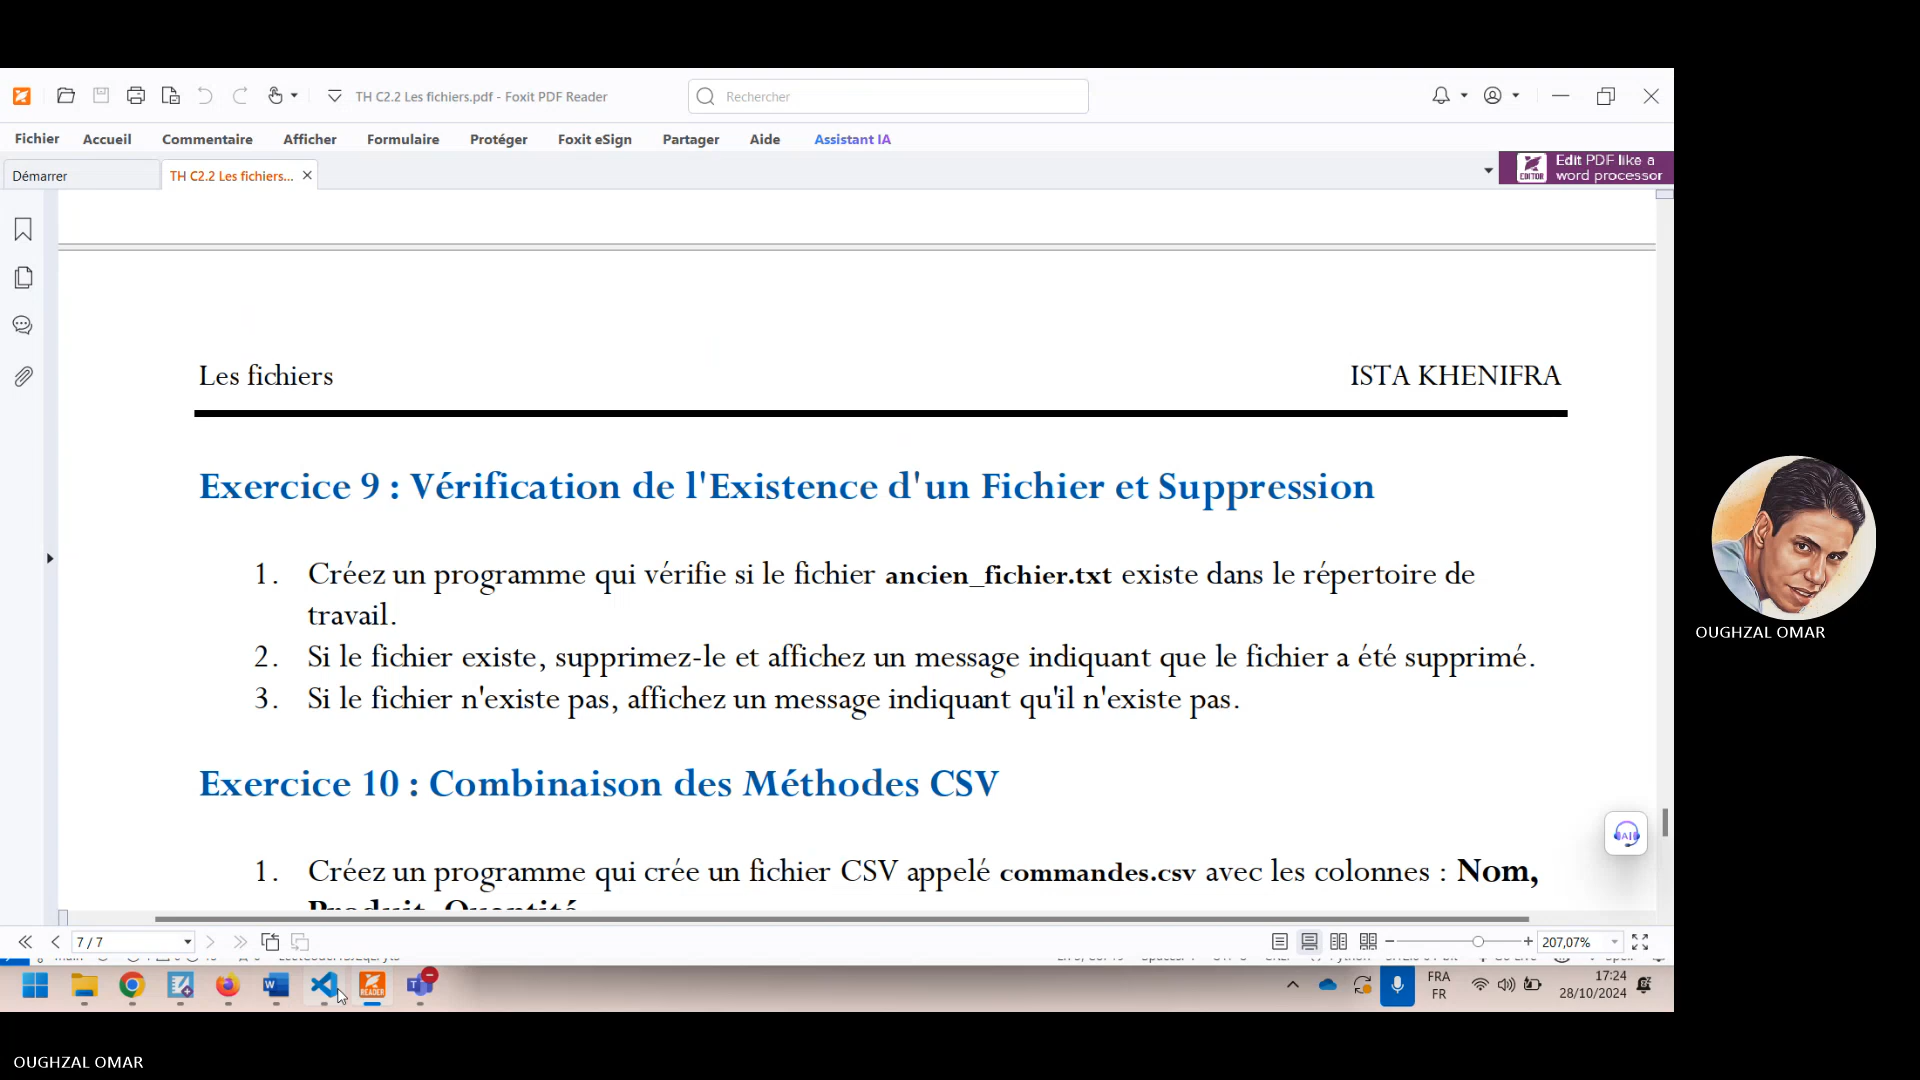 TH C2.2 Les fichiers.pdf - Foxit PDF Reader
Rechercher
Fichier Accueil Commentaire Afficher Formulaire Protéger Foxit eSign Partager Aide Assistant IA
Démarrer
TH C2.2 Les fichiers...
Edit PDF like a
word processor
EDITOR
Les fichiers
ISTA KHENIFRA
Exercice 9 : Vérification de l'Existence d'un Fichier et Suppression
1. Créez un programme qui vérifie si le fichier ancien_fichier.txt existe dans le répertoire de
travail.
2. Si le fichier existe, supprimez-le et affichez un message indiquant que le fichier a été supprimé.
3. Si le fichier n'existe pas, affichez un message indiquant qu'il n'existe pas.
Exercice 10 : Combinaison des Méthodes CSV
1. Créez un programme qui crée un fichier CSV appelé commandes.csv avec les colonnes : Nom,
Produit, Quantité
AI
7 / 7
207,07%
READER
FRA
FR
17:24
28/10/2024
OUGHZAL OMAR
OUGHZAL OMAR